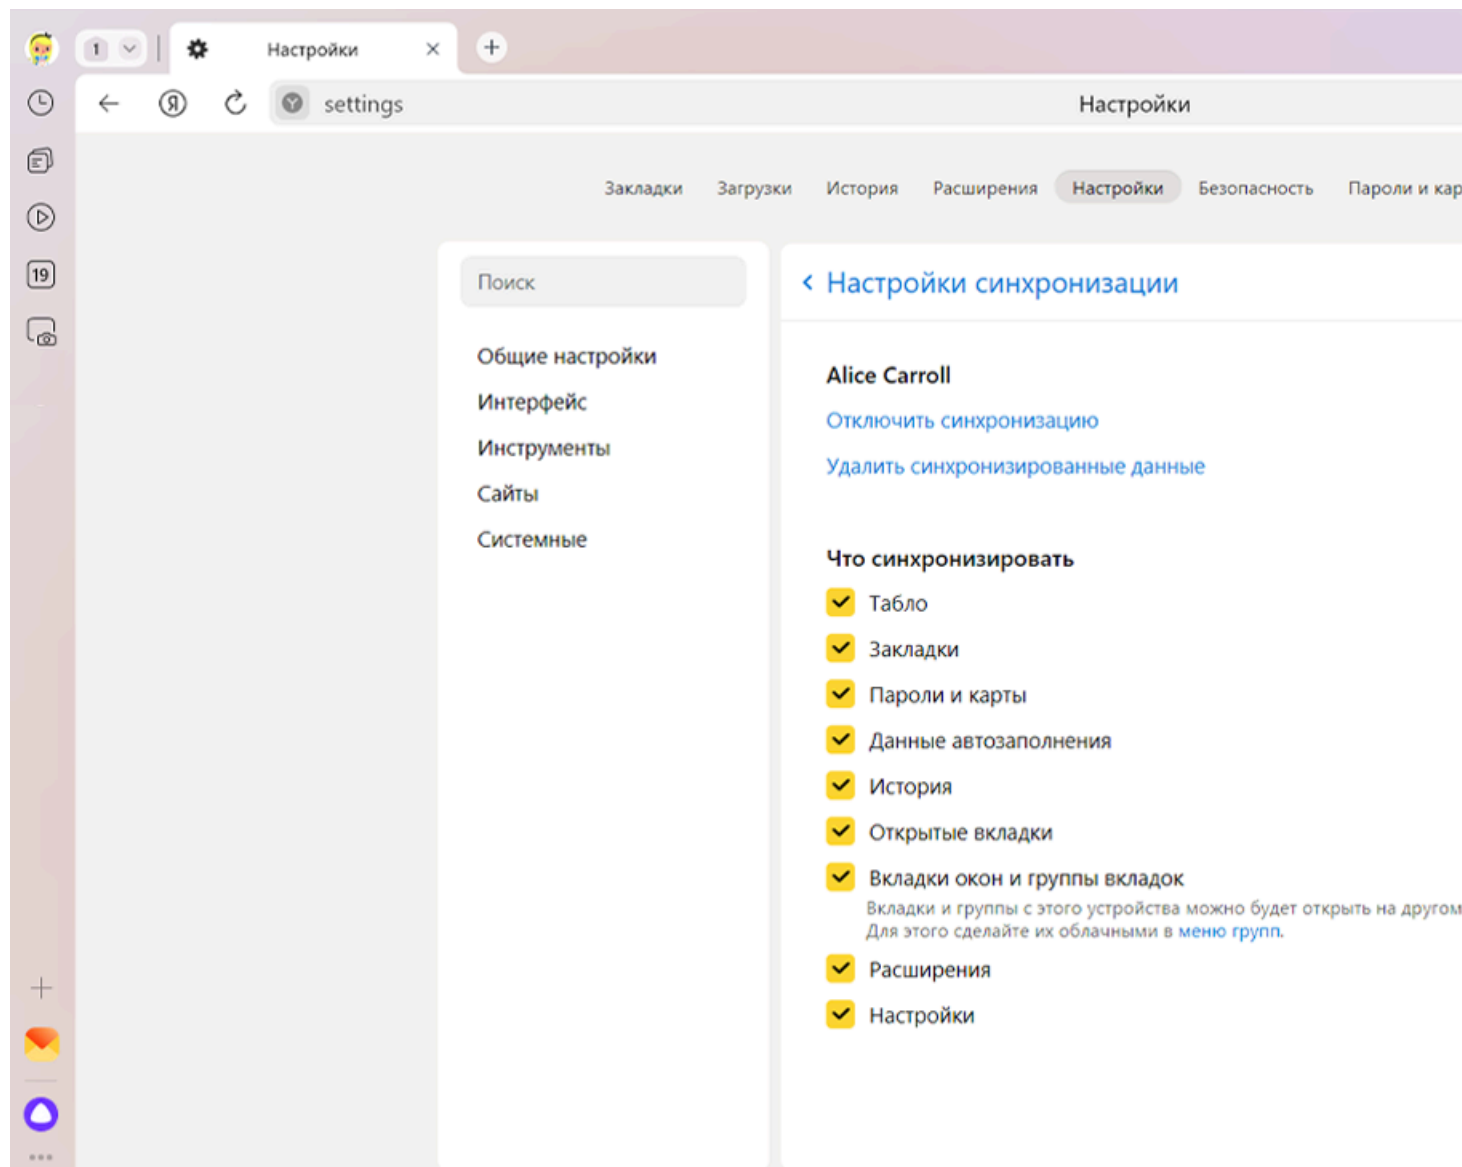 1
Настройки
settings
Настройки
Закладки Загрузки История Расширения Настройки Безопасность Пароли и кар
19
Поиск
Общие настройки
Интерфейс
Инструменты
Сайты
Системные
Настройки синхронизации
Alice Carroll
Отключить синхронизацию
Удалить синхронизированные данные
Что синхронизировать
Табло
Закладки
Пароли и карты
Данные автозаполнения
История
Открытые вкладки
Вкладки окон и группы вкладок
Вкладки и группы с этого устройства можно будет открыть на другом
Для этого сделайте их облачными в меню групп.
Расширения
Настройки